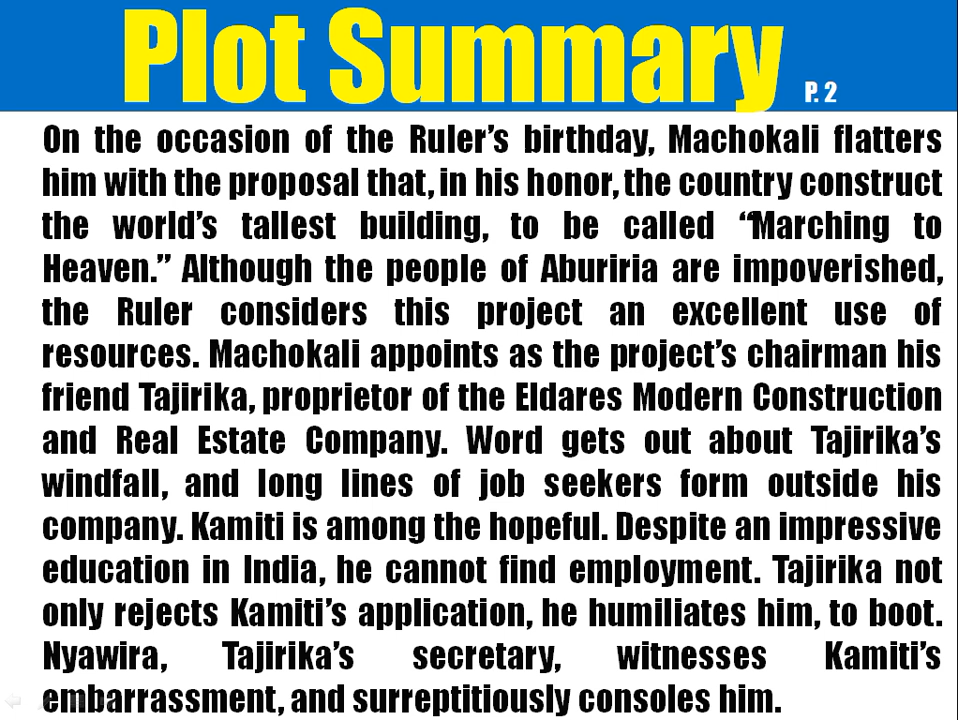 Plot Summary P. 2
On the occasion of the Ruler’s birthday, Machokali flatters
him with the proposal that, in his honor, the country construct
the world’s tallest building, to be called “Marching to
Heaven.” Although the people of Aburiria are impoverished,
the Ruler considers this project an excellent use of
resources. Machokali appoints as the project’s chairman his
friend Tajirika, proprietor of the Eldares Modern Construction
and Real Estate Company. Word gets out about Tajirika’s
windfall, and long lines of job seekers form outside his
company. Kamiti is among the hopeful. Despite an impressive
education in India, he cannot find employment. Tajirika not
only rejects Kamiti’s application, he humiliates him, to boot.
Nyawira, Tajirika’s secretary, witnesses Kamiti’s
embarrassment, and surreptitiously consoles him.